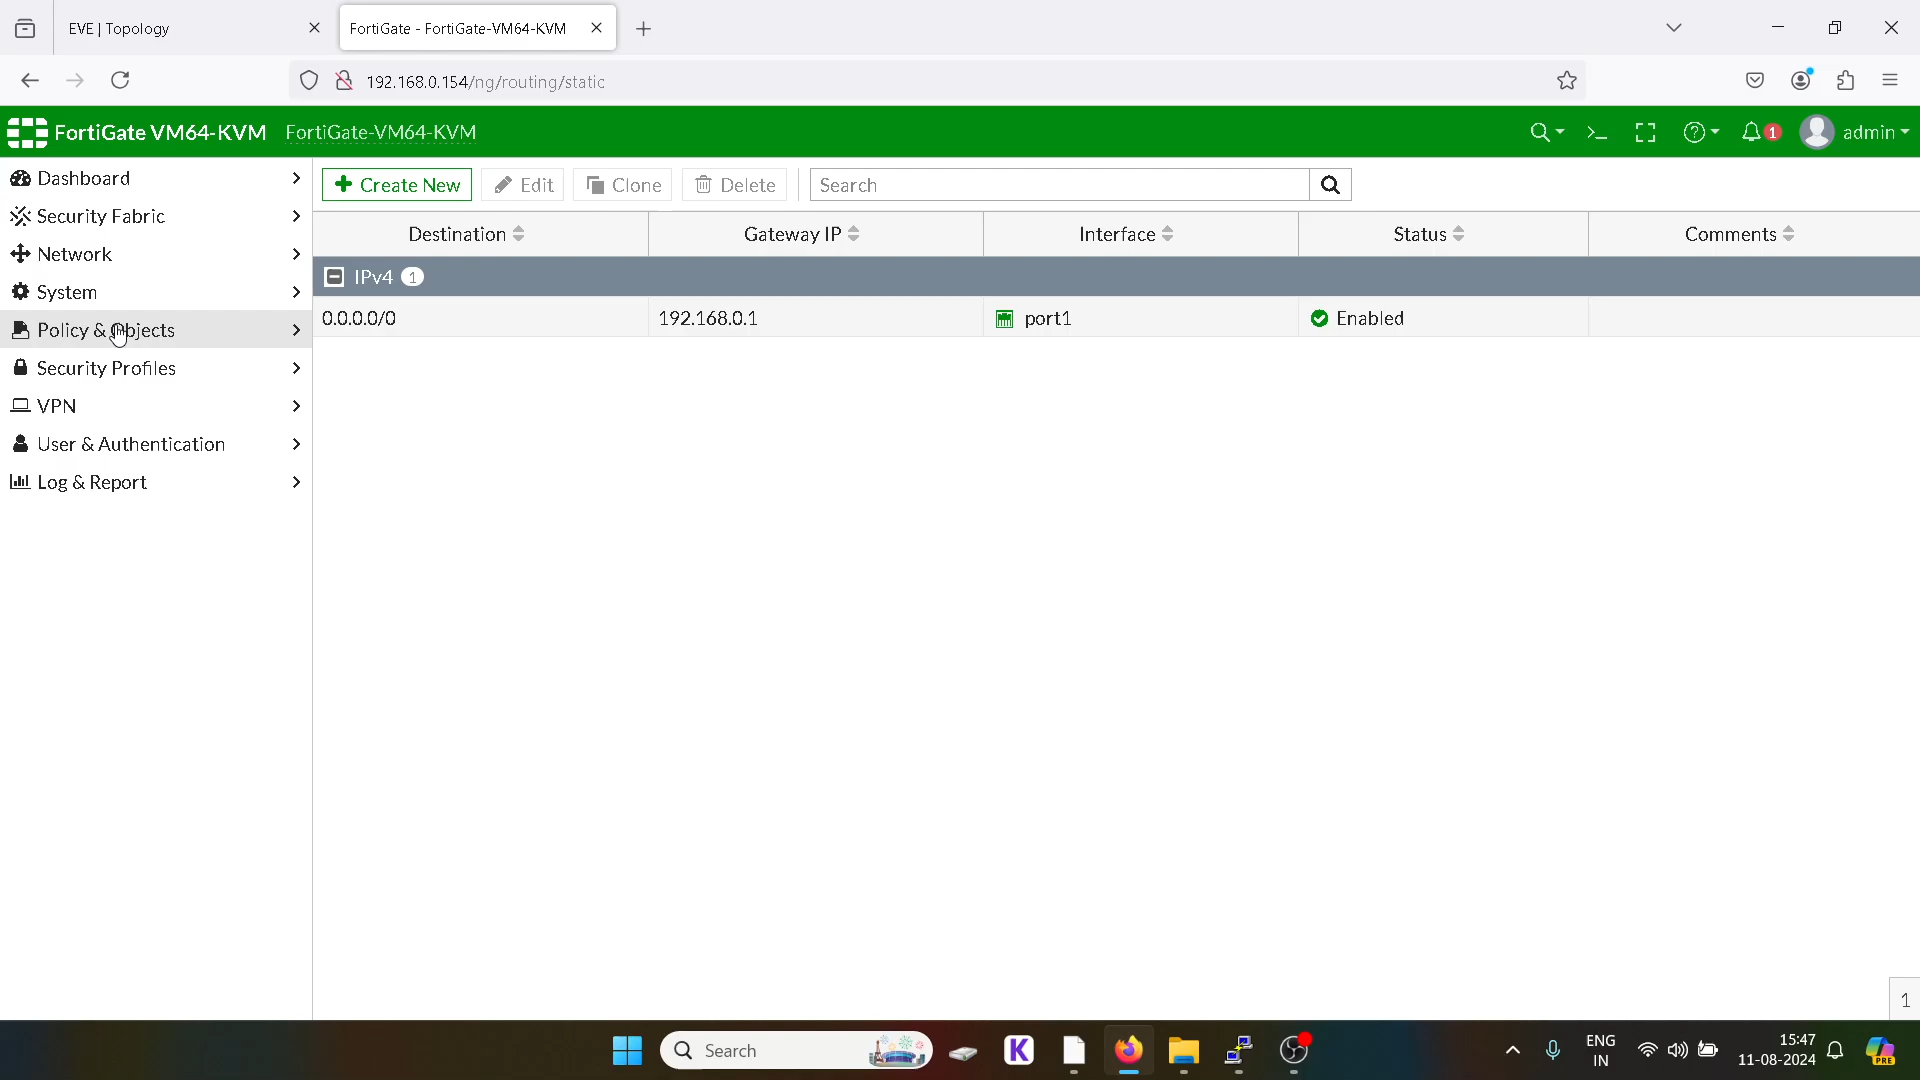 EVE | Topology
FortiGate - FortiGate-VM64-KVM
192.168.0.154/ng/routing/static
FortiGate VM64-KVM FortiGate-VM64-KVM
1
admin
Dashboard
Security Fabric
Network
System
Policy & Objects
Security Profiles
VPN
User & Authentication
Log & Report
+ Create New Edit Clone Delete Search
Destination Gateway IP Interface Status Comments
IPv4 1
0.0.0.0/0 192.168.0.1 port1 Enabled
1
Search
K
ENG
IN
15:47
11-08-2024
PRE